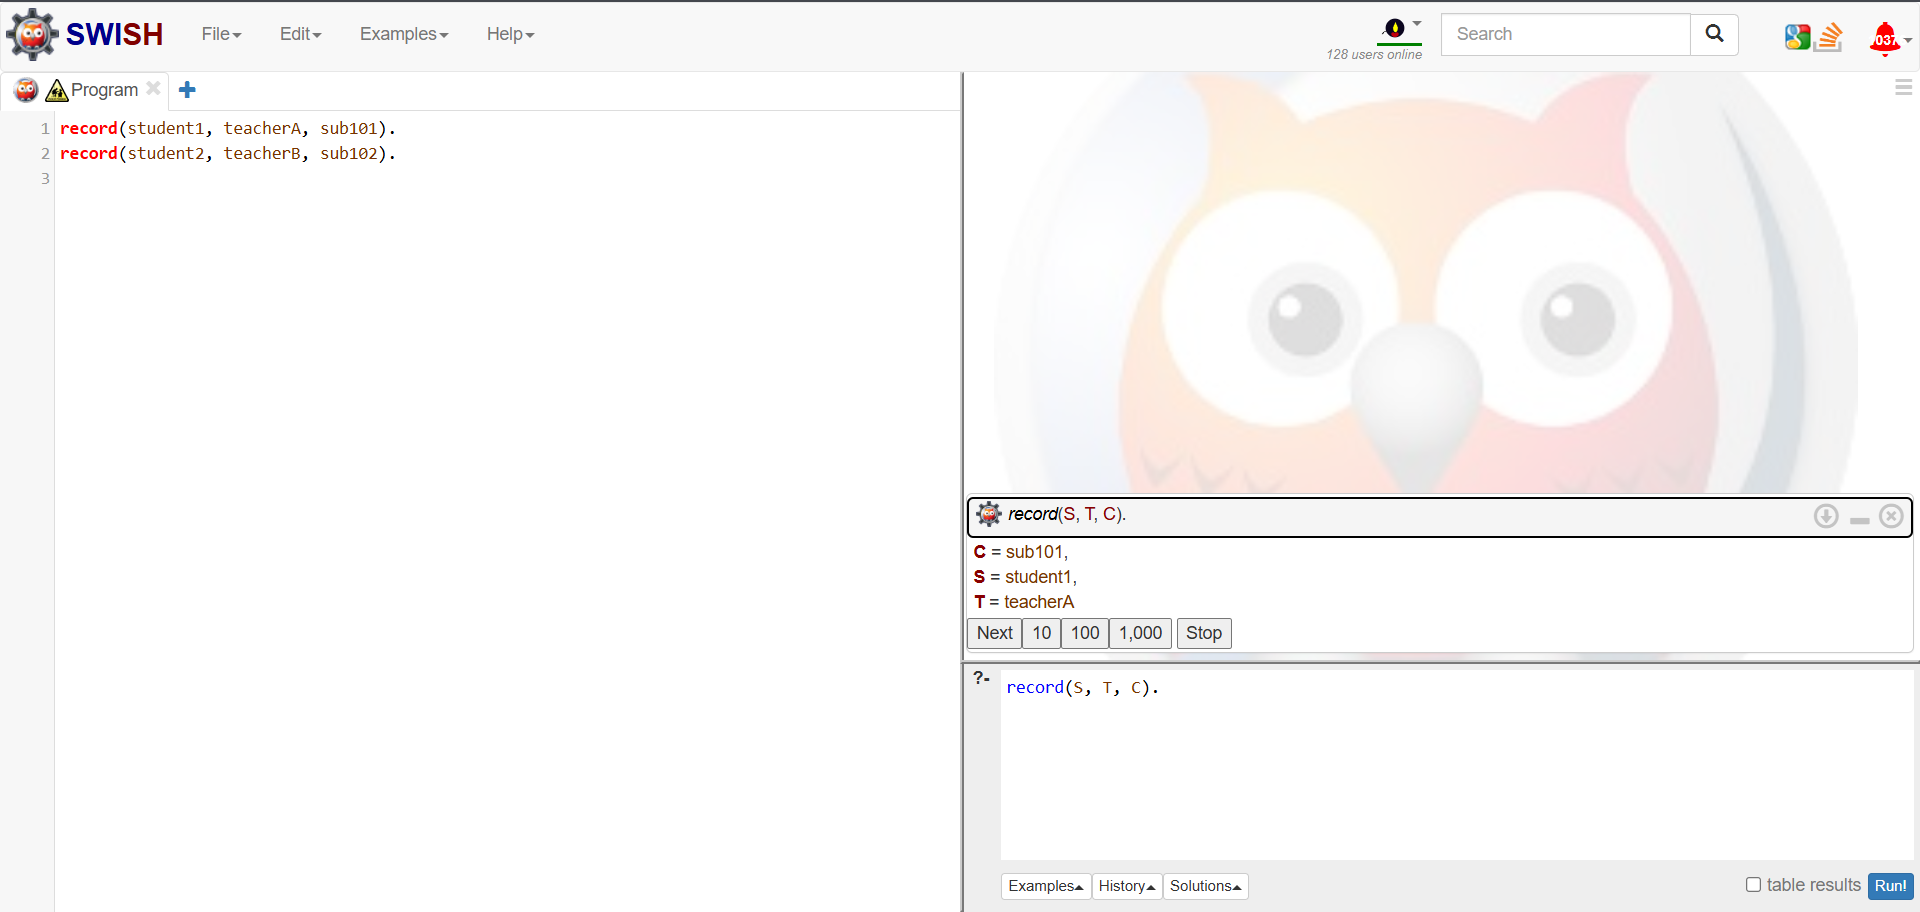 SWISH File Edit Examples Help
128 users online
Search
037
Program
1 record(student1, teacherA, sub101).
2 record(student2, teacherB, sub102).
3
record(S, T, C).
C = sub101,
S = student1,
T = teacherA
Next 10 100 1,000 Stop
?- record(S, T, C).
Examples History Solutions table results Run!